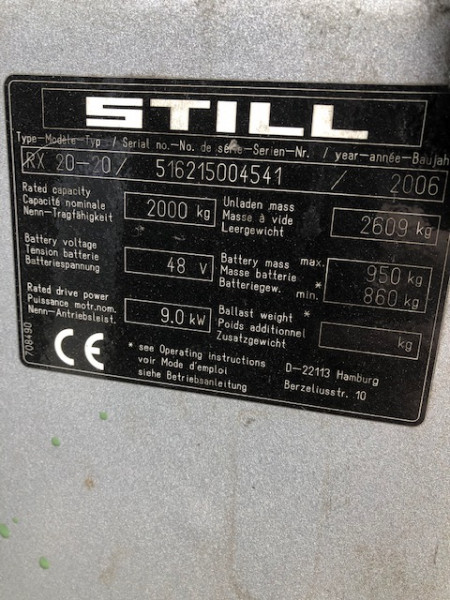 STILL
Type-Modèle-Typ / Serial no.-No. de série-Serien-Nr. / year-année-Baujahr
RX 20-20 / 516215004541 / 2006
Rated capacity
Capacité nominale
Nenn-Tragfähigkeit
2000 kg
Unladen mass
Masse à vide
Leergewicht
2609 kg
Battery voltage
Tension batterie
Batteriespannung
48 V
Battery mass max.
Masse batterie *
Batteriegew. min.
950 kg
860 kg
Rated drive power
Puissance motr.nom.
Nenn-Antriebsleist.
9.0 kW
Ballast weight *
Poids additionnel
Zusatzgewicht
kg
708490
CE
* see Operating instructions
voir Mode d'emploi
siehe Betriebsanleitung
D-22113 Hamburg
Berzeliusstr. 10